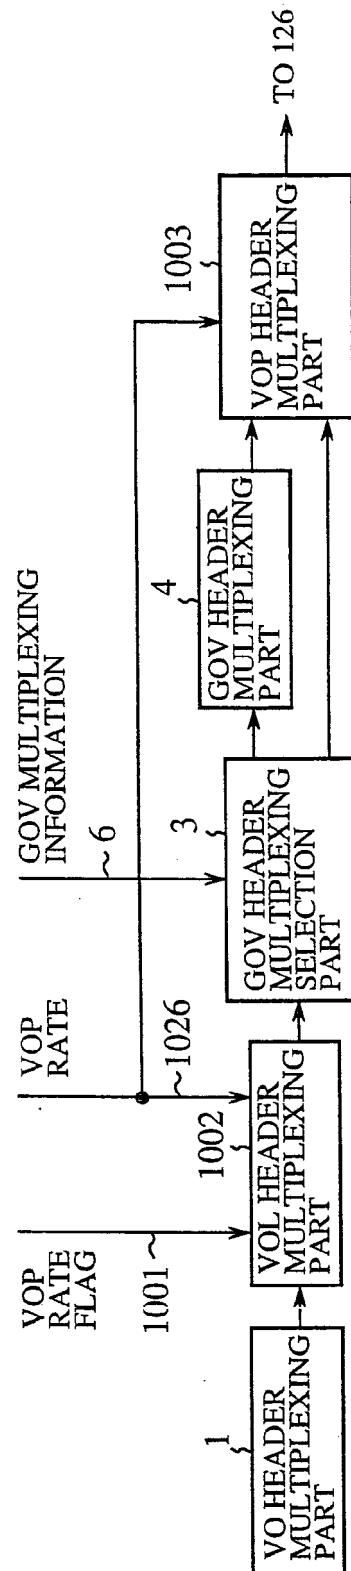 VOP
RATE
FLAG
1001
VOP
RATE
1026
GOV MULTIPLEXING
INFORMATION
6
1
VO HEADER
MULTIPLEXING
PART
1002
VOL HEADER
MULTIPLEXING
PART
3
GOV HEADER
MULTIPLEXING
SELECTION
PART
4
GOV HEADER
MULTIPLEXING
PART
1003
VOP HEADER
MULTIPLEXING
PART
TO 126